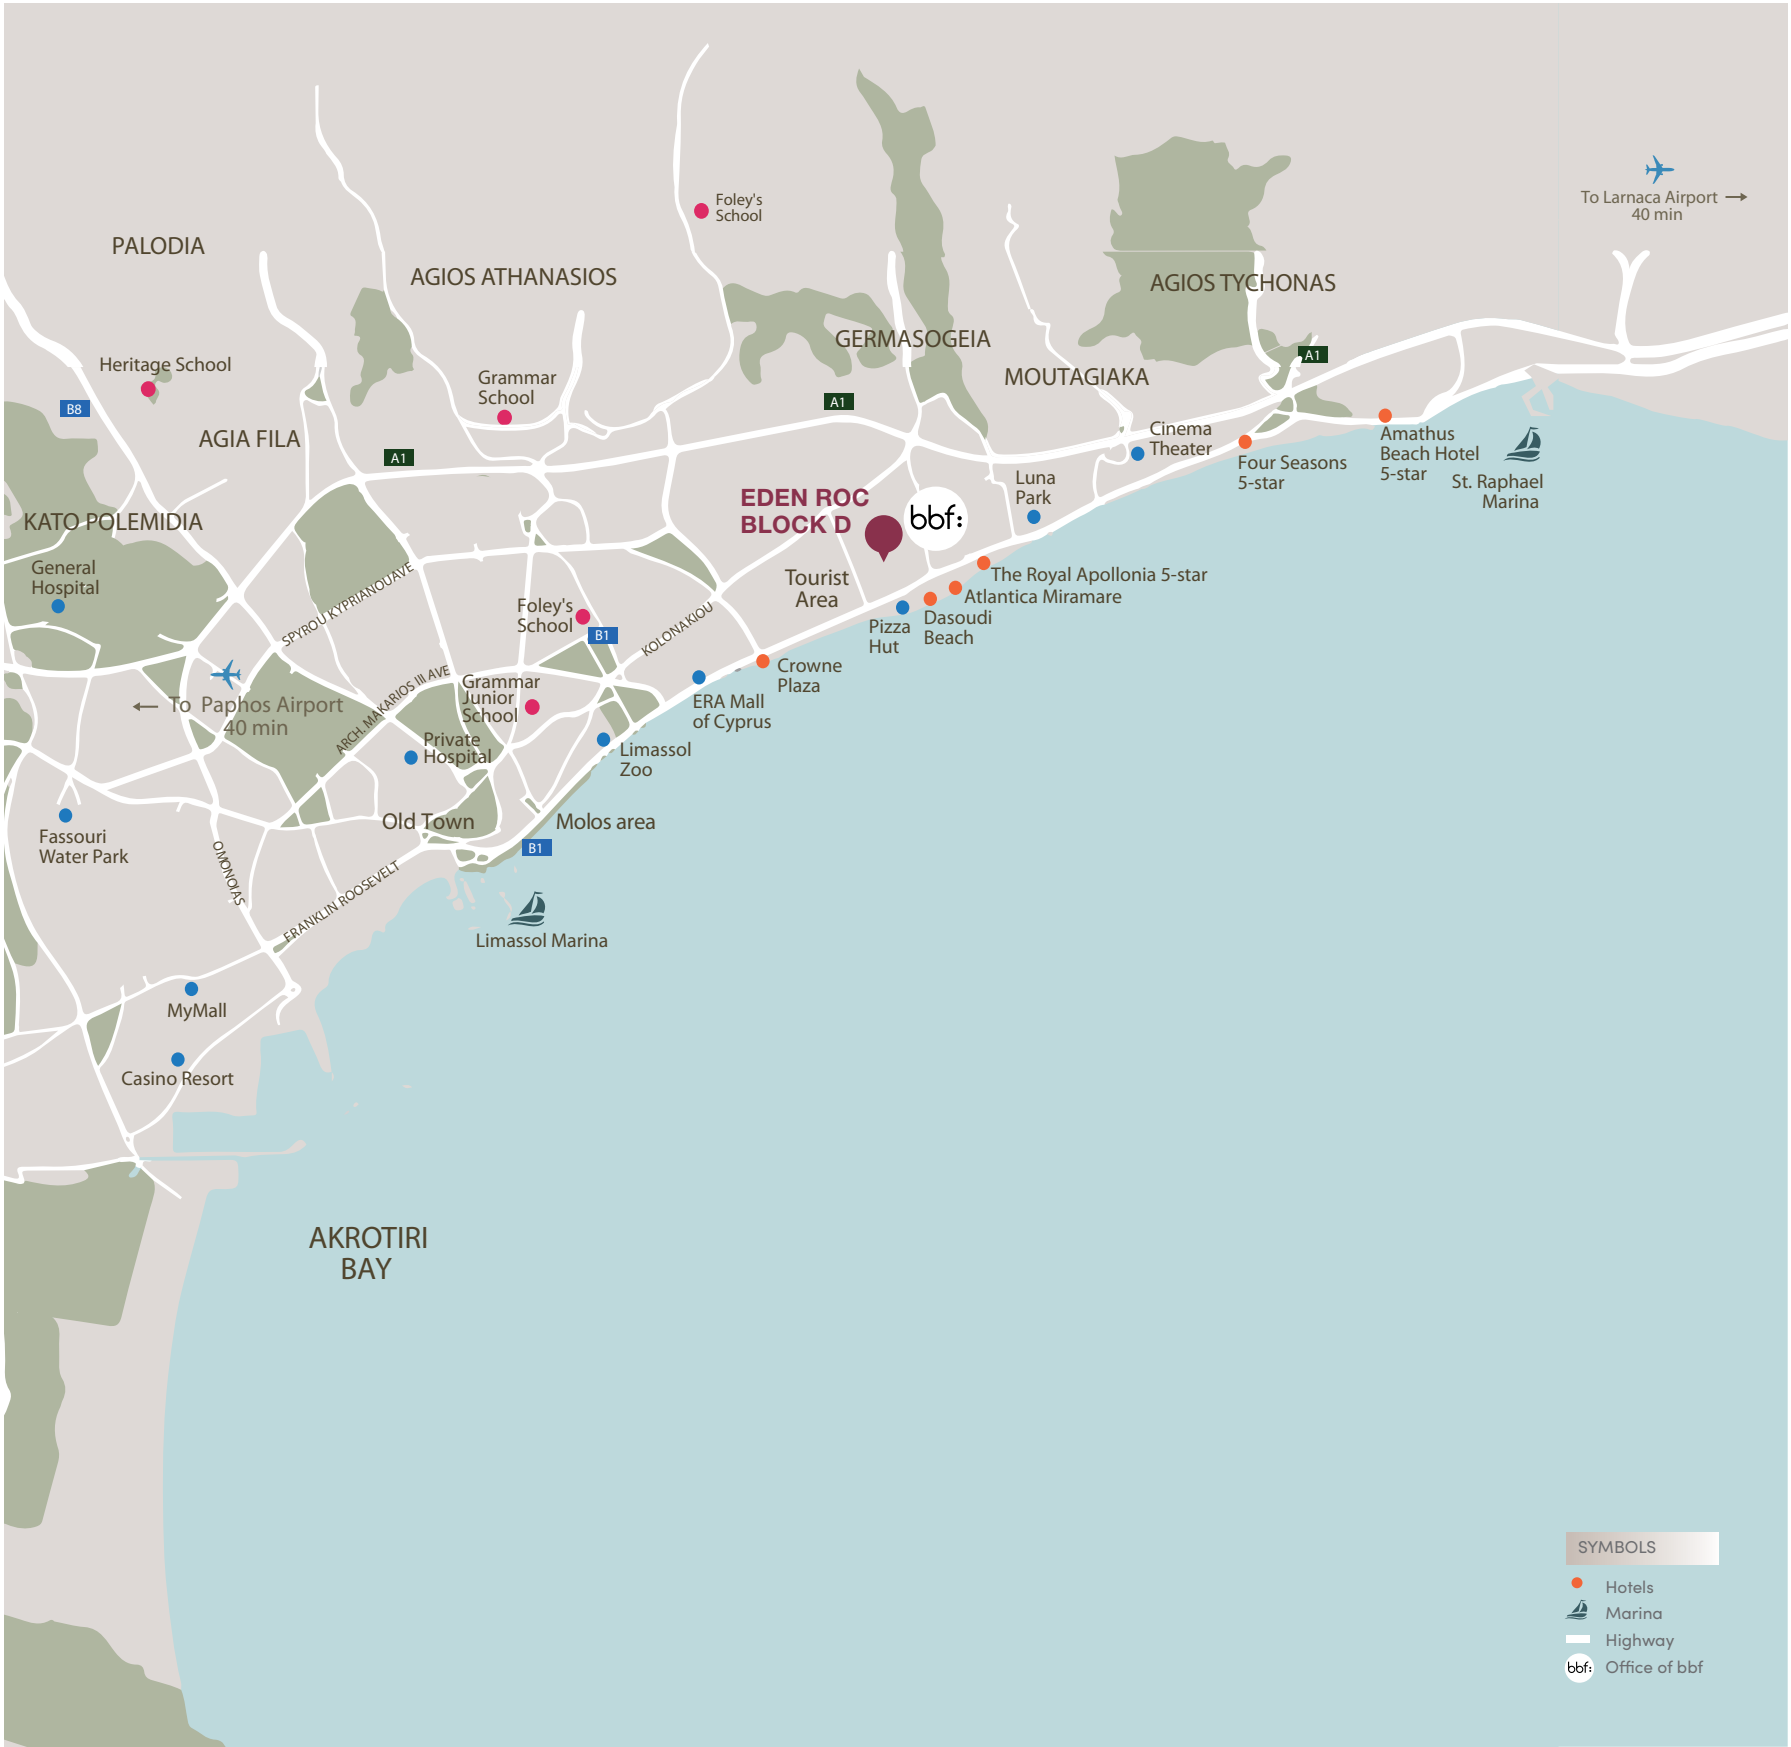 To Larnaca Airport
40 min
Foley's
School
PALODIA
AGIOS ATHANASIOS
AGIOS TYCHONAS
GERMASOGEIA
A1
Heritage School
MOUTAGIAKA
Grammar
School
A1
B8
Cinema
Theater
Amathus
Beach Hotel
5-star
AGIA FILA
A1
Four Seasons
5-star
St. Raphael
Marina
Luna
Park
EDEN ROC
BLOCK D
bbf:
KATO POLEMIDIA
General
Hospital
SPYROU KYPRIANOUAVE
Tourist
Area
The Royal Apollonia 5-star
Atlantica Miramare
Foley's
School
B1
KOLONAKIOU
Pizza
Hut
Dasoudi
Beach
Crowne
Plaza
ARCH. MAKARIOS III AVE
Grammar
Junior
School
To Paphos Airport
40 min
ERA Mall
of Cyprus
Private
Hospital
Limassol
Zoo
Old Town
Molos area
B1
Fassouri
Water Park
OMONOIAS
FRANKLIN ROOSEVELT
Limassol Marina
MyMall
Casino Resort
AKROTIRI
BAY
SYMBOLS
Hotels
Marina
Highway
bbf: Office of bbf